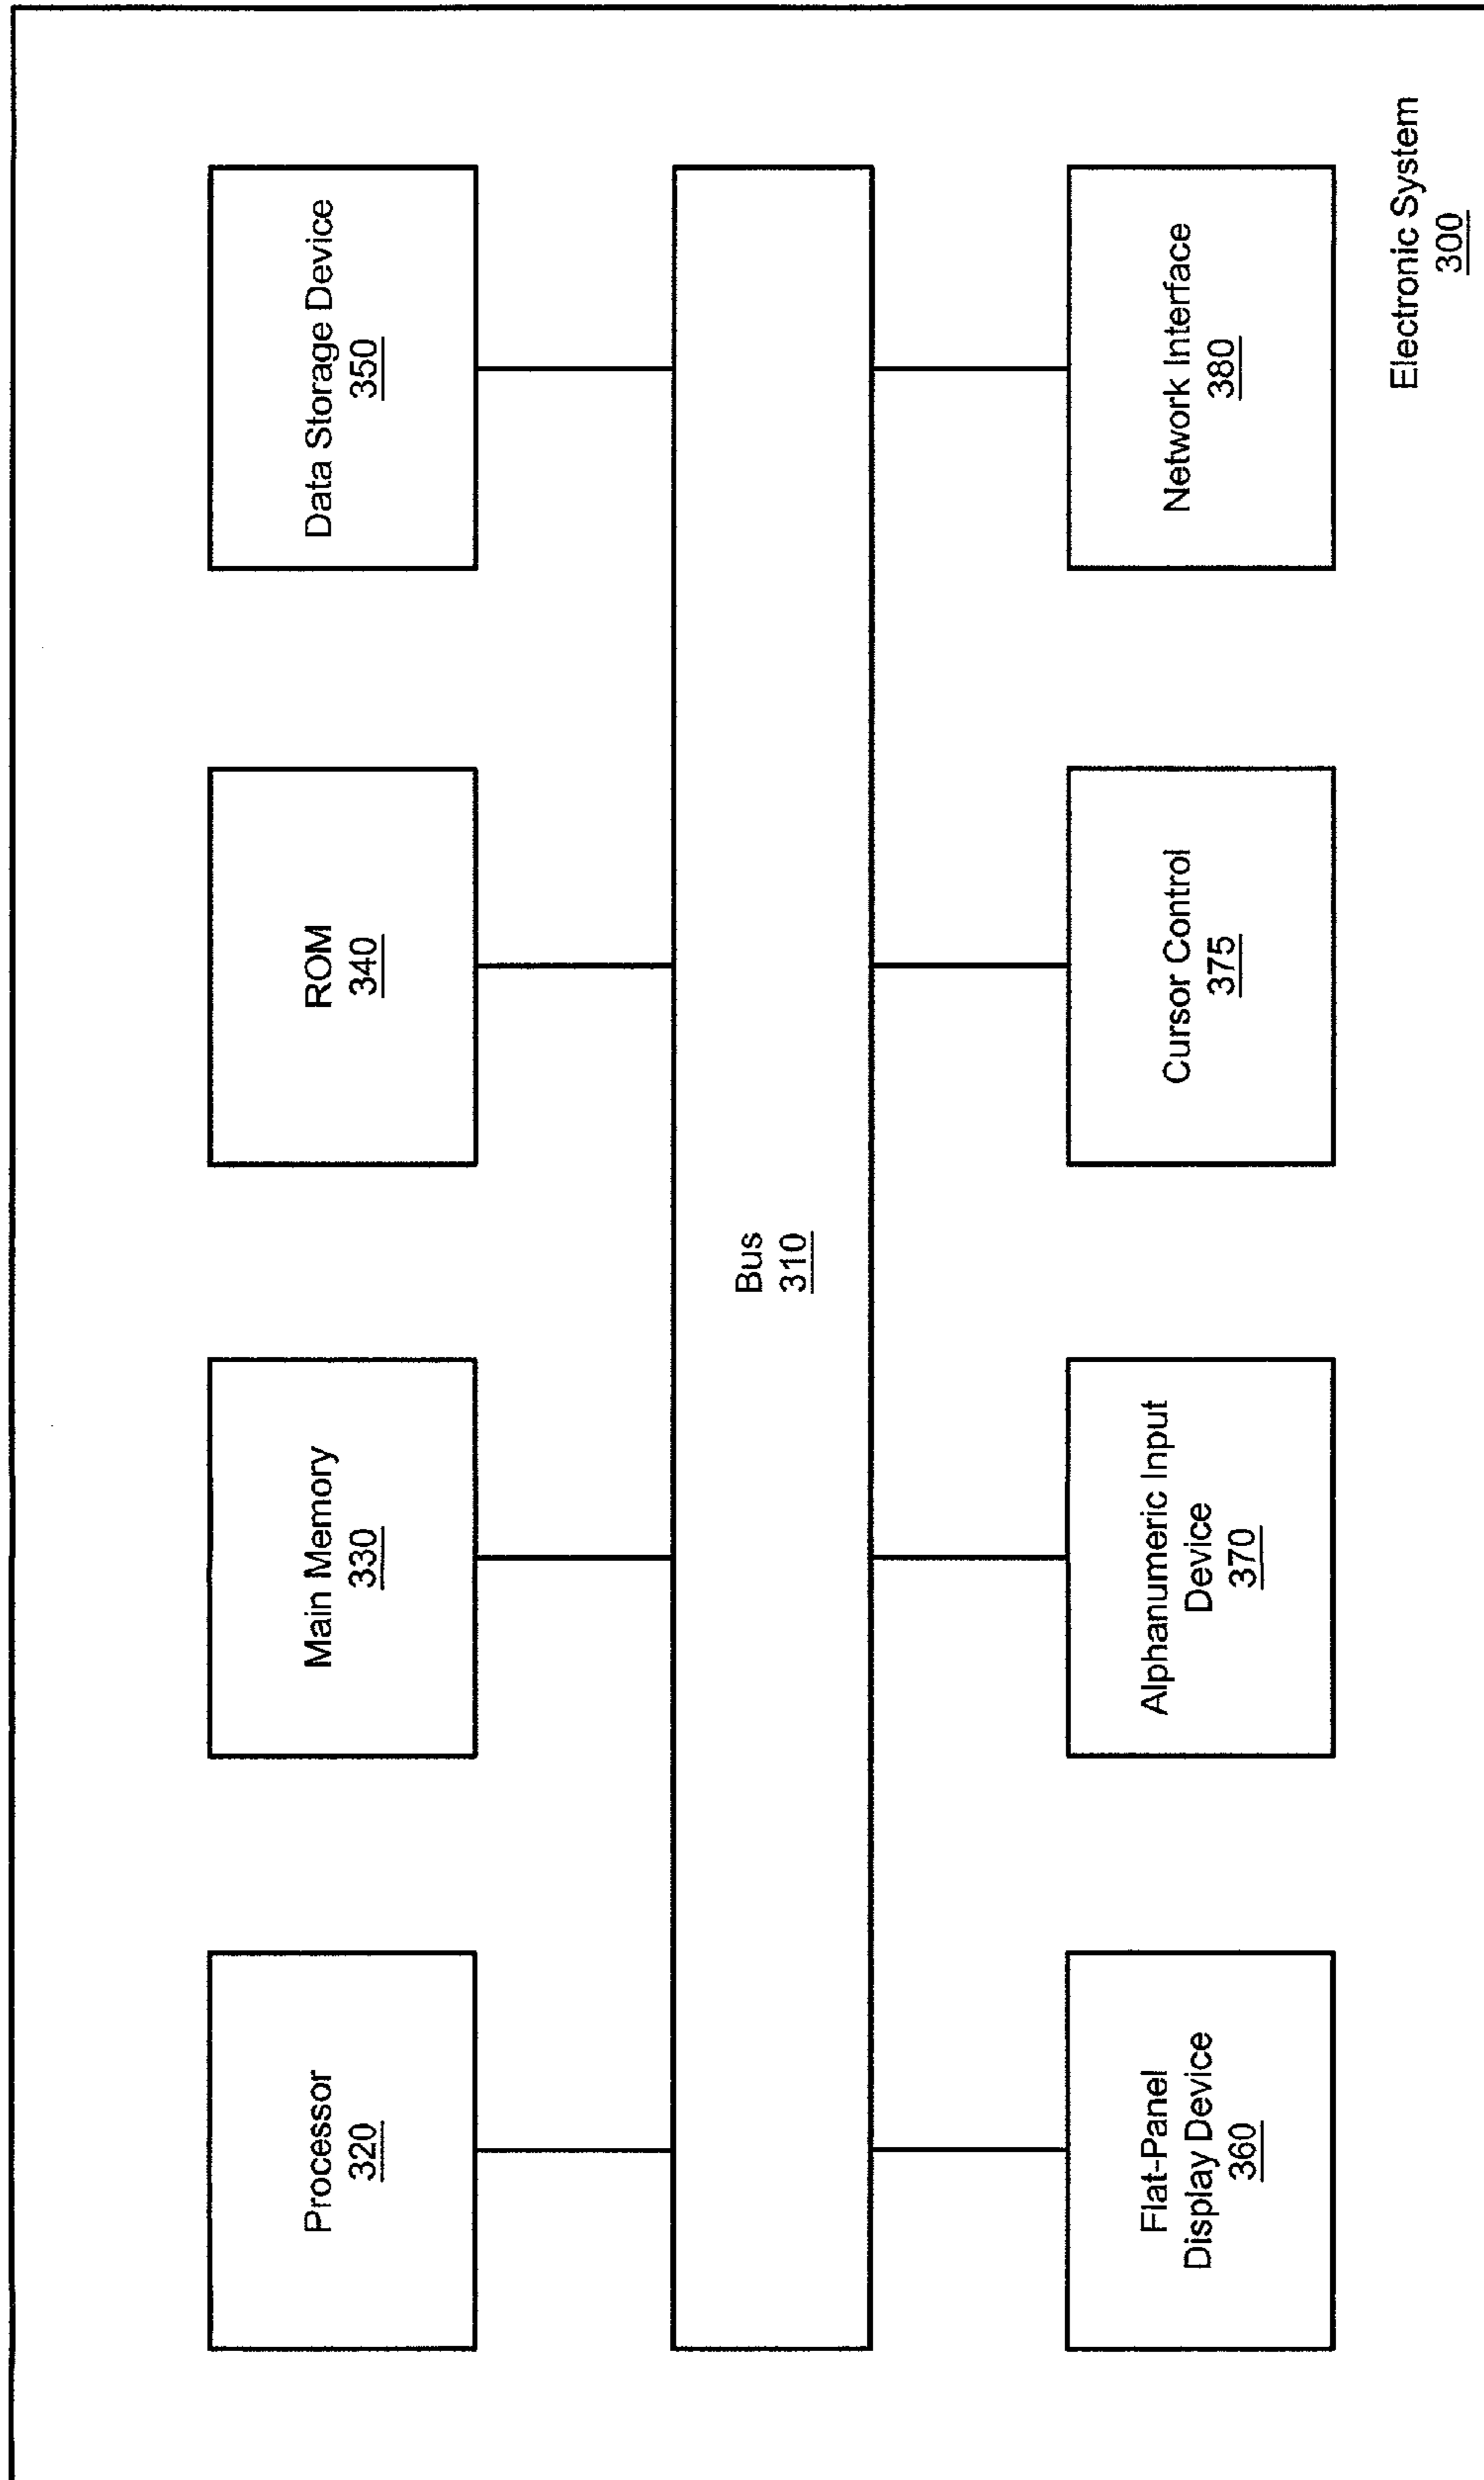 Processor
320
Main Memory
330
ROM
340
Data Storage Device
350
Bus
310
Flat-Panel
Display Device
360
Alphanumeric Input
Device
370
Cursor Control
375
Network Interface
380
Electronic System
300